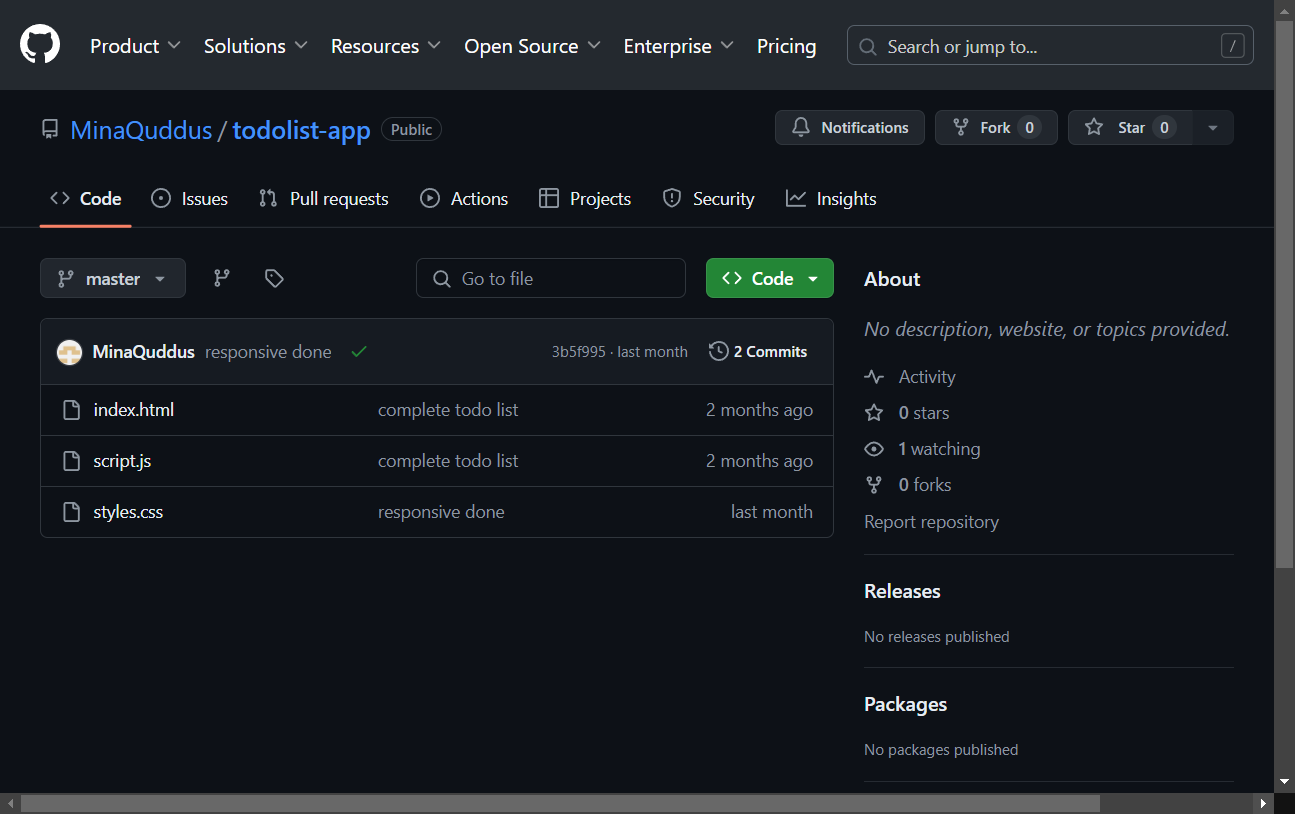 Product Solutions Resources Open Source Enterprise Pricing Search or jump to... /
MinaQuddus / todolist-app Public Notifications Fork 0 Star 0
Code Issues Pull requests Actions Projects Security Insights
master Go to file Code
MinaQuddus responsive done 3b5f995 · last month 2 Commits
index.html complete todo list 2 months ago
script.js complete todo list 2 months ago
styles.css responsive done last month
About
No description, website, or topics provided.
Activity
0 stars
1 watching
0 forks
Report repository
Releases
No releases published
Packages
No packages published